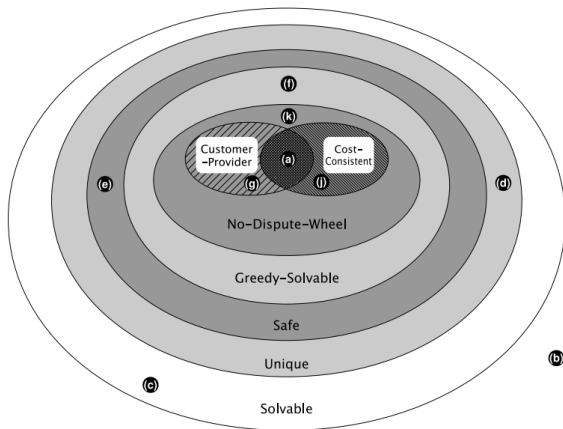 (f)
(k)
Customer
-Provider
(a)
Cost-
Consistent
(e)
(g)
(j)
(d)
No-Dispute-Wheel
Greedy-Solvable
Safe
(b)
Unique
(c)
Solvable